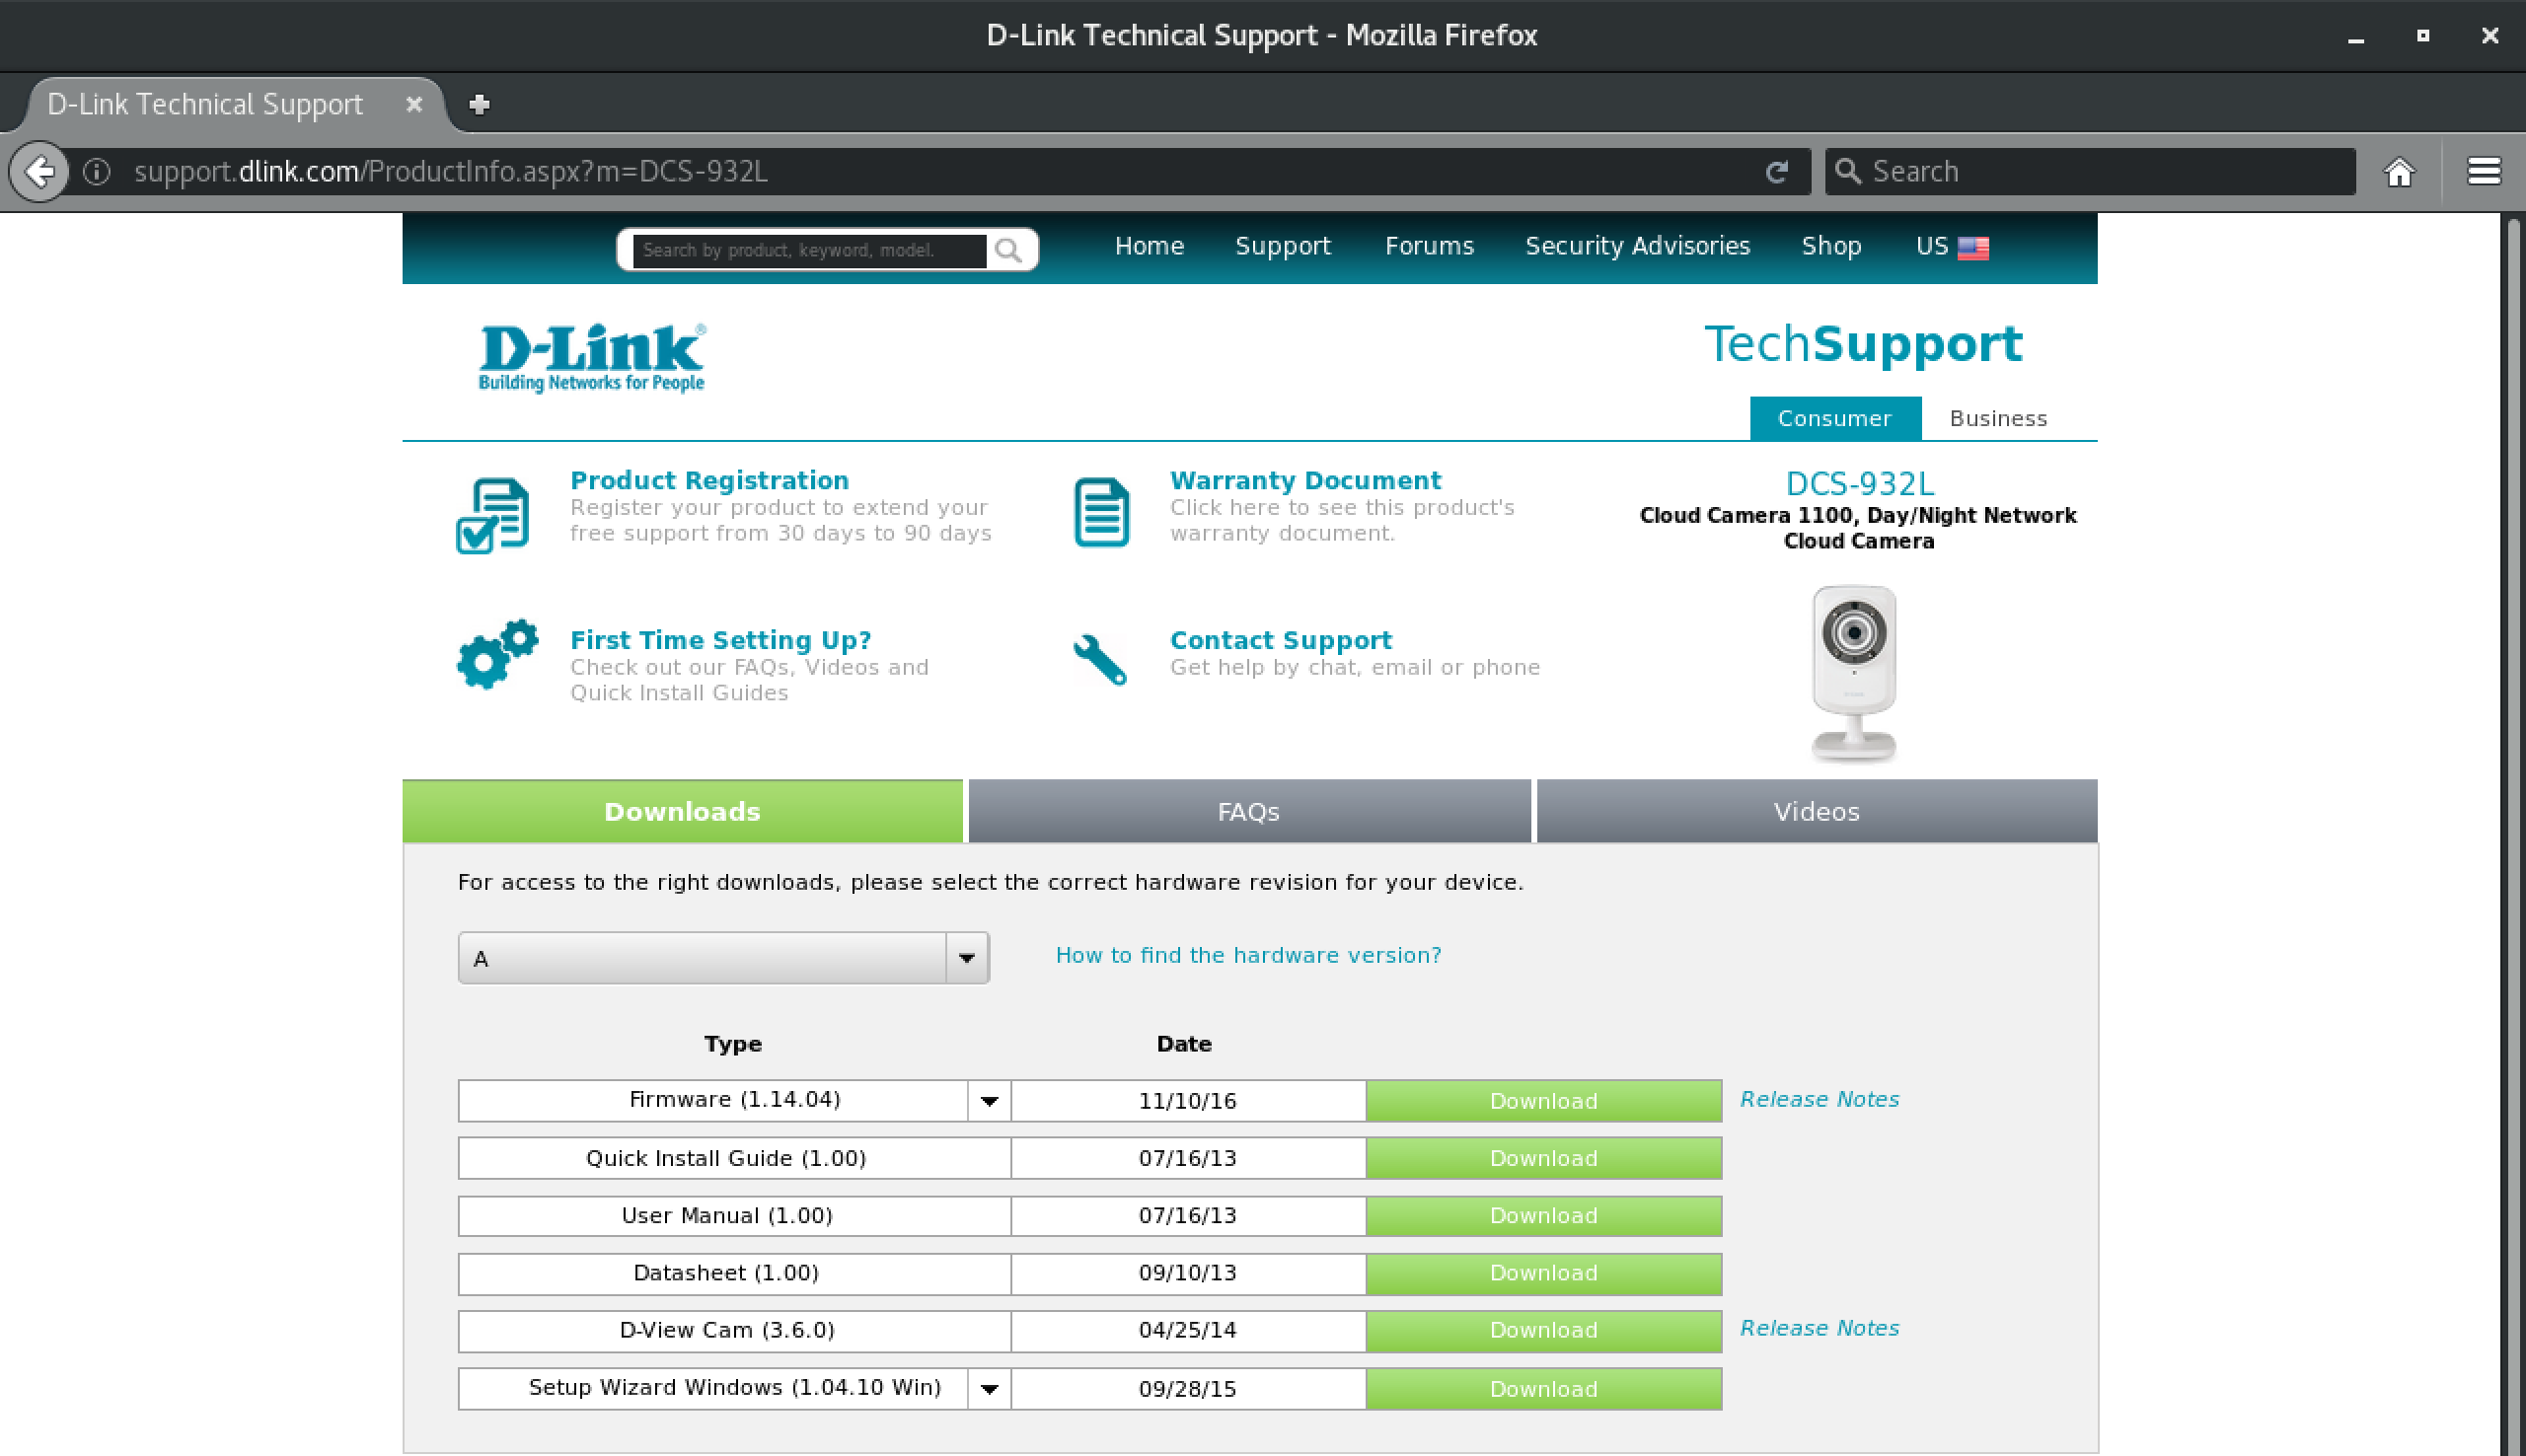 D-Link Technical Support - Mozilla Firefox
D-Link Technical Support
support.dlink.com/ProductInfo.aspx?m=DCS-932L
Search
Search by product, keyword, model.
Home Support Forums Security Advisories Shop US
D-Link®
Building Networks for People
TechSupport
Consumer Business
Product Registration
Register your product to extend your
free support from 30 days to 90 days
Warranty Document
Click here to see this product's
warranty document.
DCS-932L
Cloud Camera 1100, Day/Night Network
Cloud Camera
First Time Setting Up?
Check out our FAQs, Videos and
Quick Install Guides
Contact Support
Get help by chat, email or phone
Downloads FAQs Videos
For access to the right downloads, please select the correct hardware revision for your device.
A How to find the hardware version?
Type Date
Firmware (1.14.04) 11/10/16 Download Release Notes
Quick Install Guide (1.00) 07/16/13 Download
User Manual (1.00) 07/16/13 Download
Datasheet (1.00) 09/10/13 Download
D-View Cam (3.6.0) 04/25/14 Download Release Notes
Setup Wizard Windows (1.04.10 Win) 09/28/15 Download